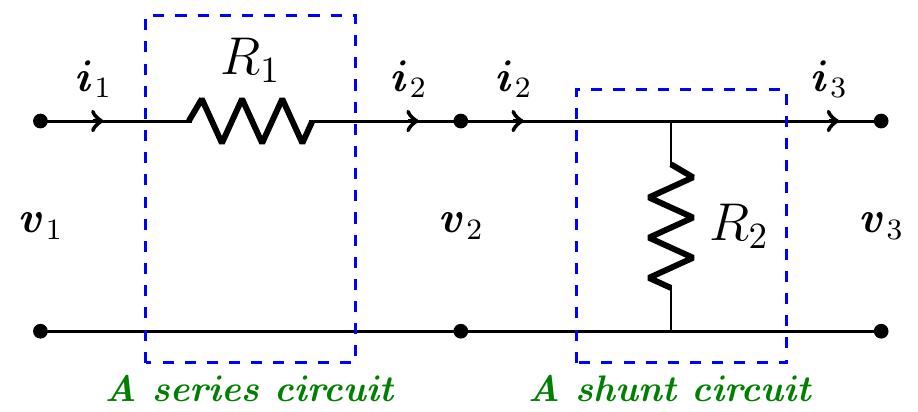 R₁
i₁ i₂ i₂ i₃
v₁ v₂ R₂ v₃
A series circuit A shunt circuit